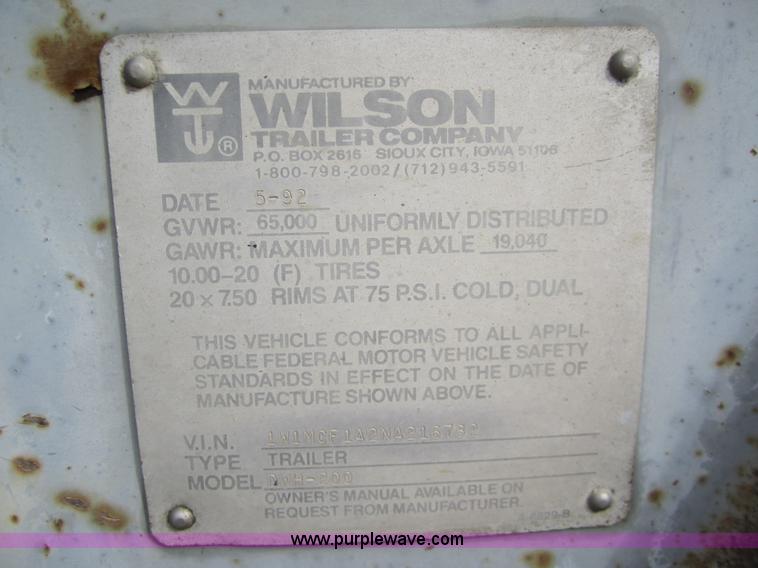 MANUFACTURED BY
WILSON
TRAILER COMPANY
P.O. BOX 2616 SIOUX CITY, IOWA 51106
1-800-798-2002/(712)943-5591
DATE 5-92
GVWR: 65,000 UNIFORMLY DISTRIBUTED
GAWR: MAXIMUM PER AXLE 19,040
10.00-20 (F) TIRES
20 x 7.50 RIMS AT 75 P.S.I. COLD, DUAL
THIS VEHICLE CONFORMS TO ALL APPLI-
CABLE FEDERAL MOTOR VEHICLE SAFETY
STANDARDS IN EFFECT ON THE DATE OF
MANUFACTURE SHOWN ABOVE.
V.I.N.
TYPE TRAILER
MODEL
OWNER'S MANUAL AVAILABLE ON
REQUEST FROM MANUFACTURER.
www.purplewave.com